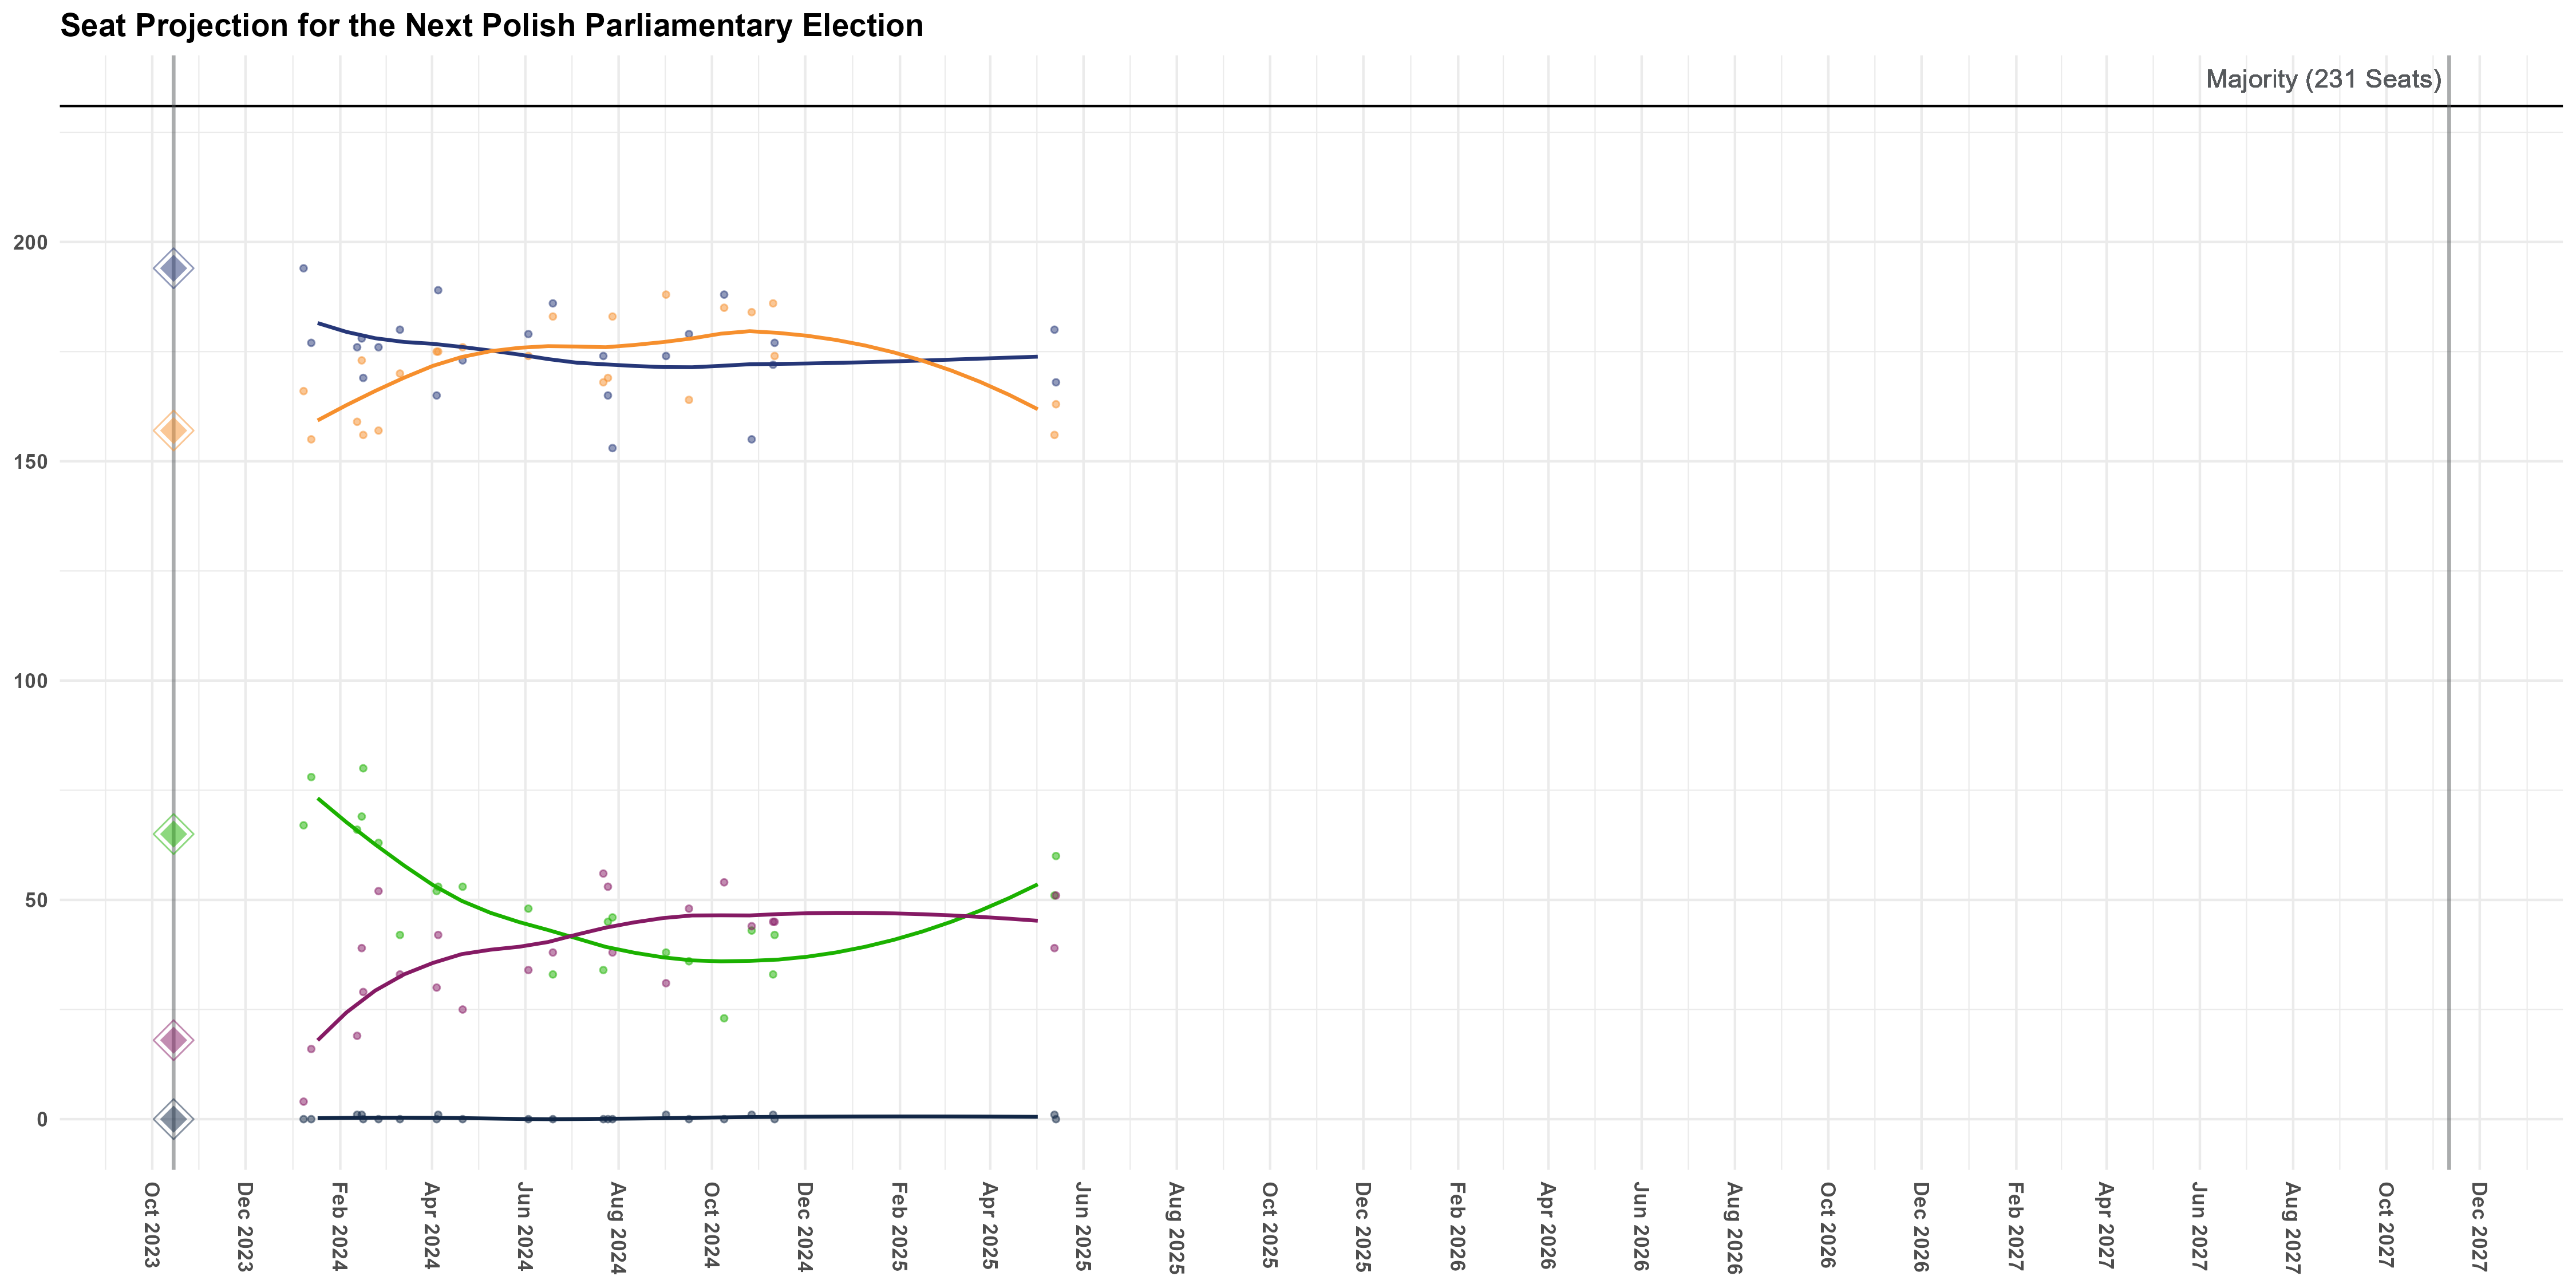 Seat Projection for the Next Polish Parliamentary Election
Majority (231 Seats)
200
150
100
50
0
Oct 2023
Dec 2023
Feb 2024
Apr 2024
Jun 2024
Aug 2024
Oct 2024
Dec 2024
Feb 2025
Apr 2025
Jun 2025
Aug 2025
Oct 2025
Dec 2025
Feb 2026
Apr 2026
Jun 2026
Aug 2026
Oct 2026
Dec 2026
Feb 2027
Apr 2027
Jun 2027
Aug 2027
Oct 2027
Dec 2027